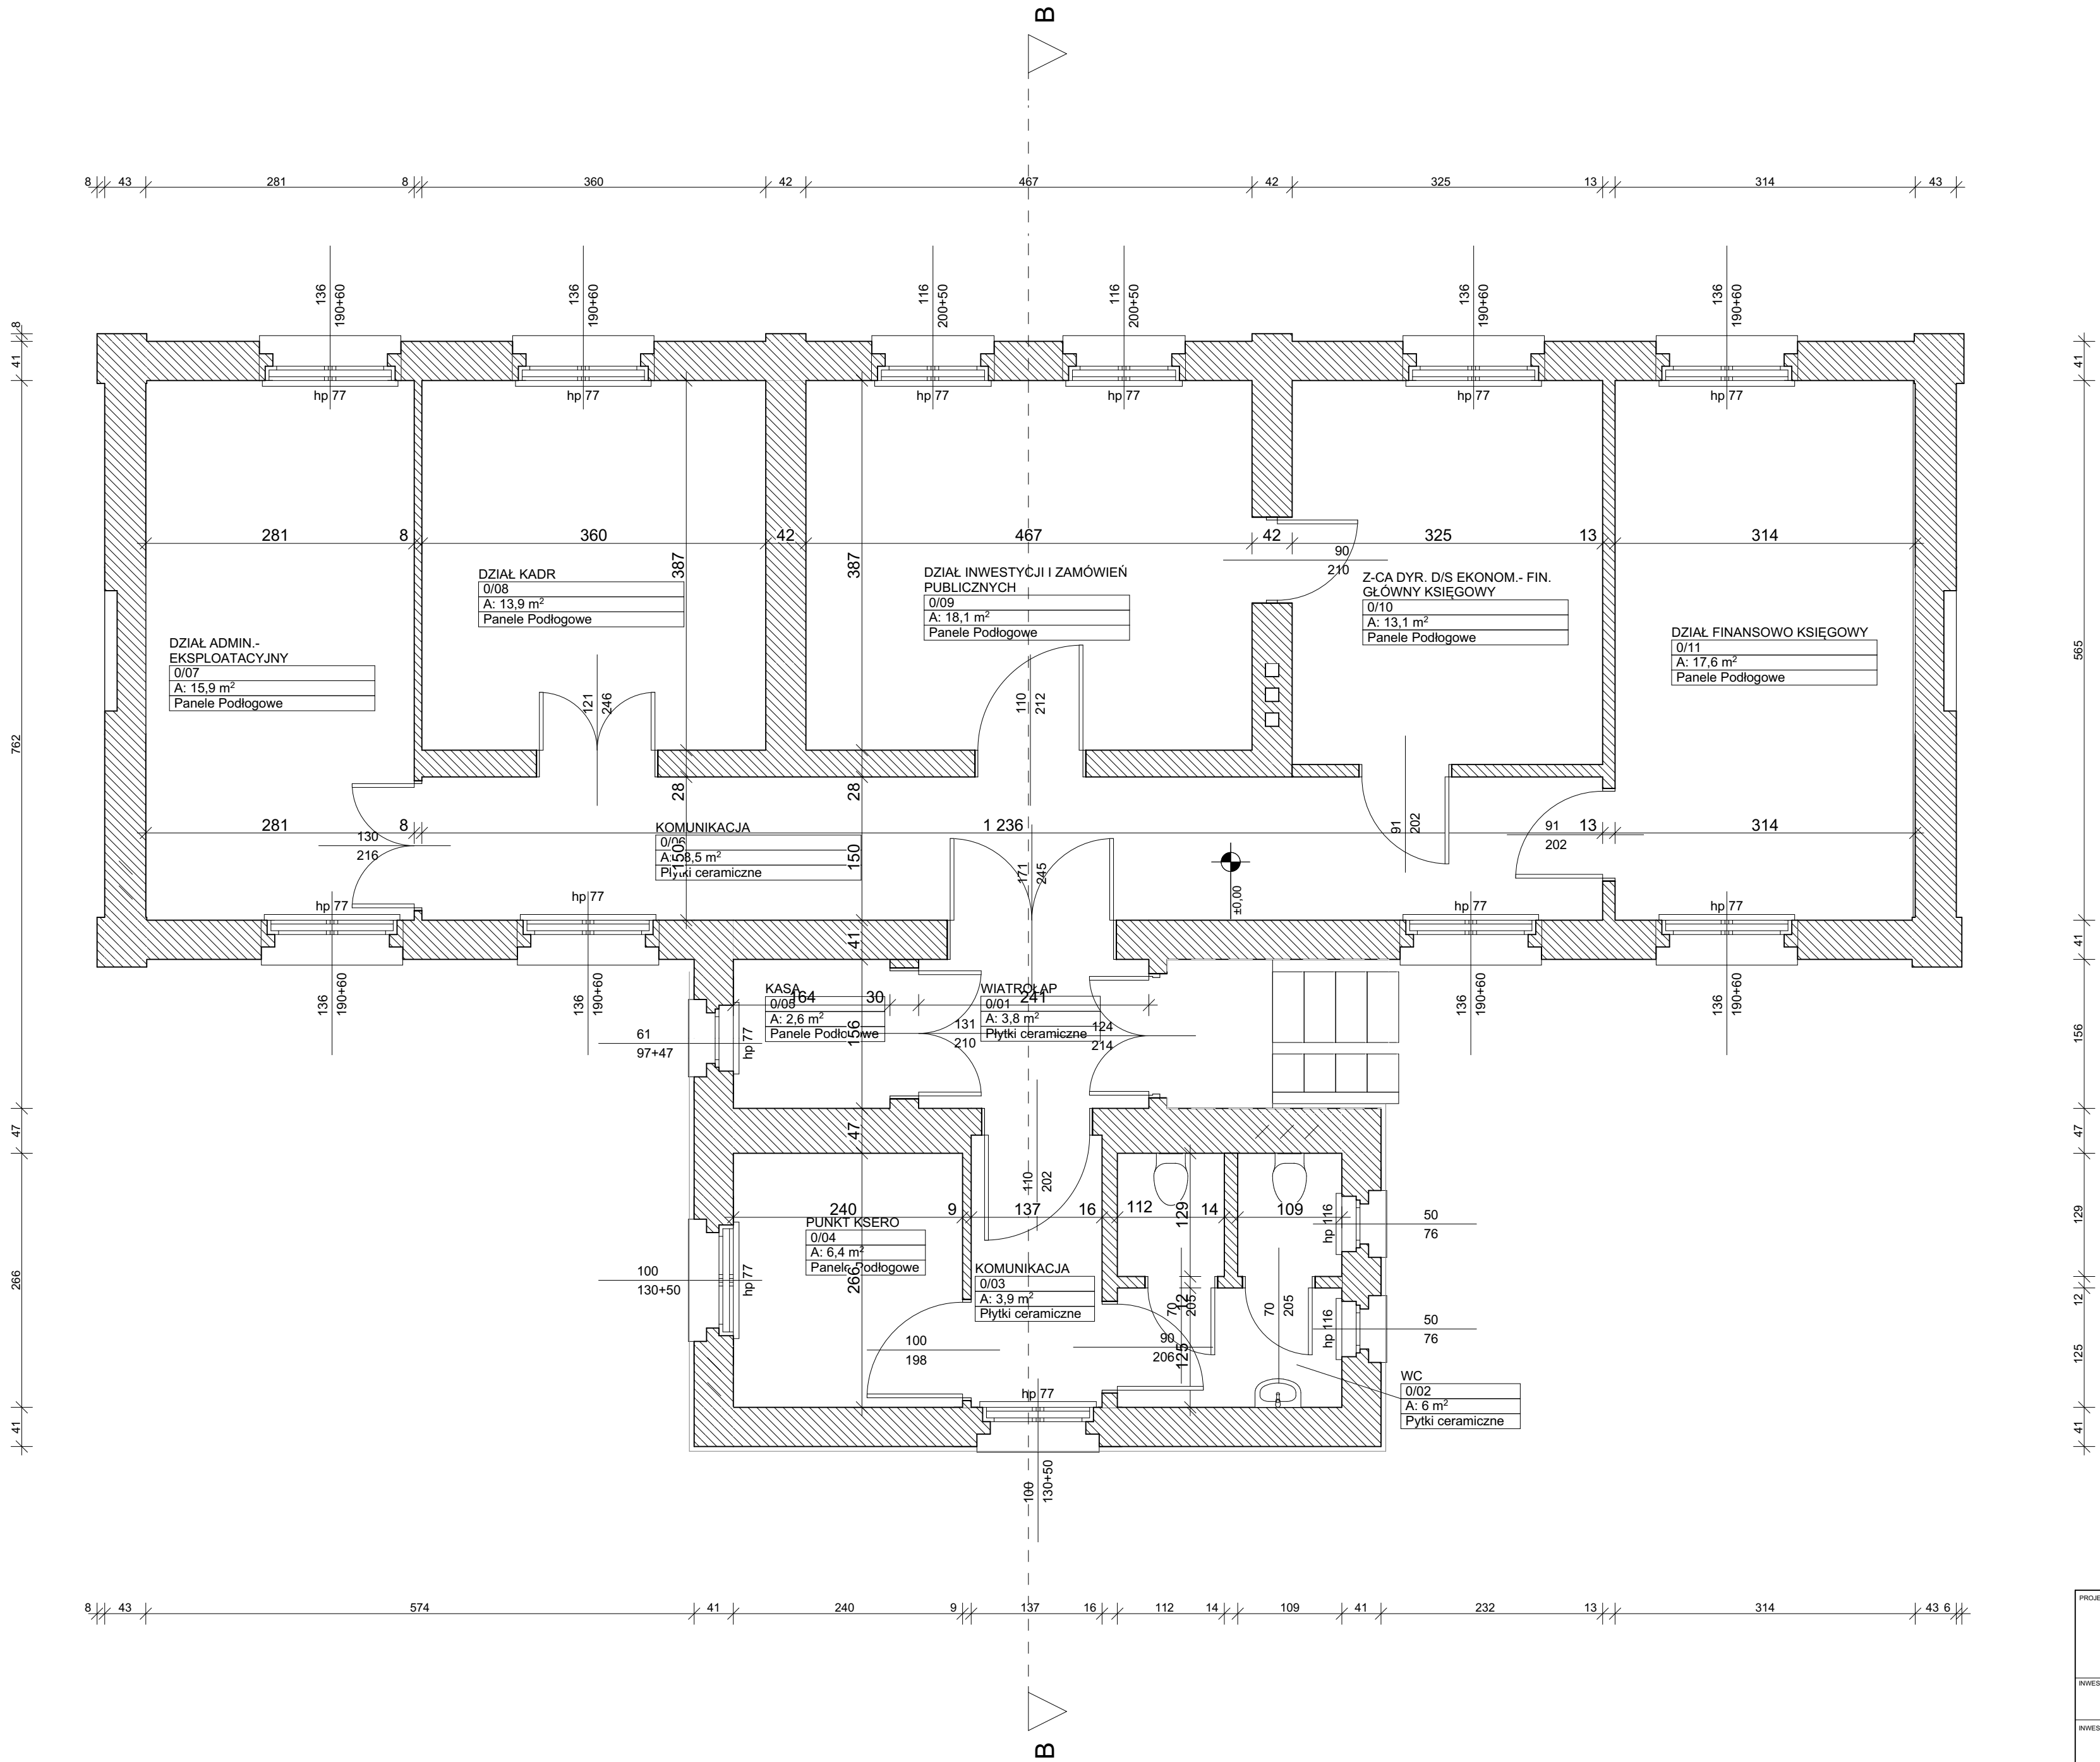 B
8 43 281 8 360 42 467 42 325 13 314 43
136
190+60
136
190+60
116
200+50
116
200+50
136
190+60
136
190+60
8
41
762
47
266
41
41
565
41
156
47
129
12
125
41
hp 77
hp 77
hp 77
hp 77
hp 77
hp 77
281 8 360 42 467 42 325 13 314
387
387
90
210
DZIAŁ ADMIN.-
EKSPLOATACYJNY
0/07
A: 15,9 m²
Panele Podłogowe
DZIAŁ KADR
0/08
A: 13,9 m²
Panele Podłogowe
DZIAŁ INWESTYCJI I ZAMÓWIEŃ
PUBLICZNYCH
0/09
A: 18,1 m²
Panele Podłogowe
Z-CA DYR. D/S EKONOM.- FIN.
GŁÓWNY KSIĘGOWY
0/10
A: 13,1 m²
Panele Podłogowe
DZIAŁ FINANSOWO KSIĘGOWY
0/11
A: 17,6 m²
Panele Podłogowe
121
246
110
212
28
28
281 8 1 236 13 314
130
216
91
202
91
202
KOMUNIKACJA
Płytki ceramiczne
150
150
171
245
±0,00
hp 77
hp 77
hp 77
hp 77
136
190+60
136
190+60
136
190+60
136
190+60
41
KASA
0/05
A: 2,6 m²
Panele Podłogowe
164 30 241
156
WIATROŁAP
0/01
A: 3,8 m²
Płytki ceramiczne
131
210
124
214
61
97+47
hp 77
47
110
202
240 9 137 16 112 14 109
129
PUNKT KSERO
0/04
A: 6,4 m²
Panele Podłogowe
266
100
130+50
hp 77
KOMUNIKACJA
0/03
A: 3,9 m²
Płytki ceramiczne
12
70
205
70
205
hp 116
50
76
hp 116
50
76
100
198
90
206
125
hp 77
WC
0/02
A: 6 m²
Pytki ceramiczne
100
130+50
8 43 574 41 240 9 137 16 112 14 109 41 232 13 314 43 6
B
PROJE
INWES
INWES